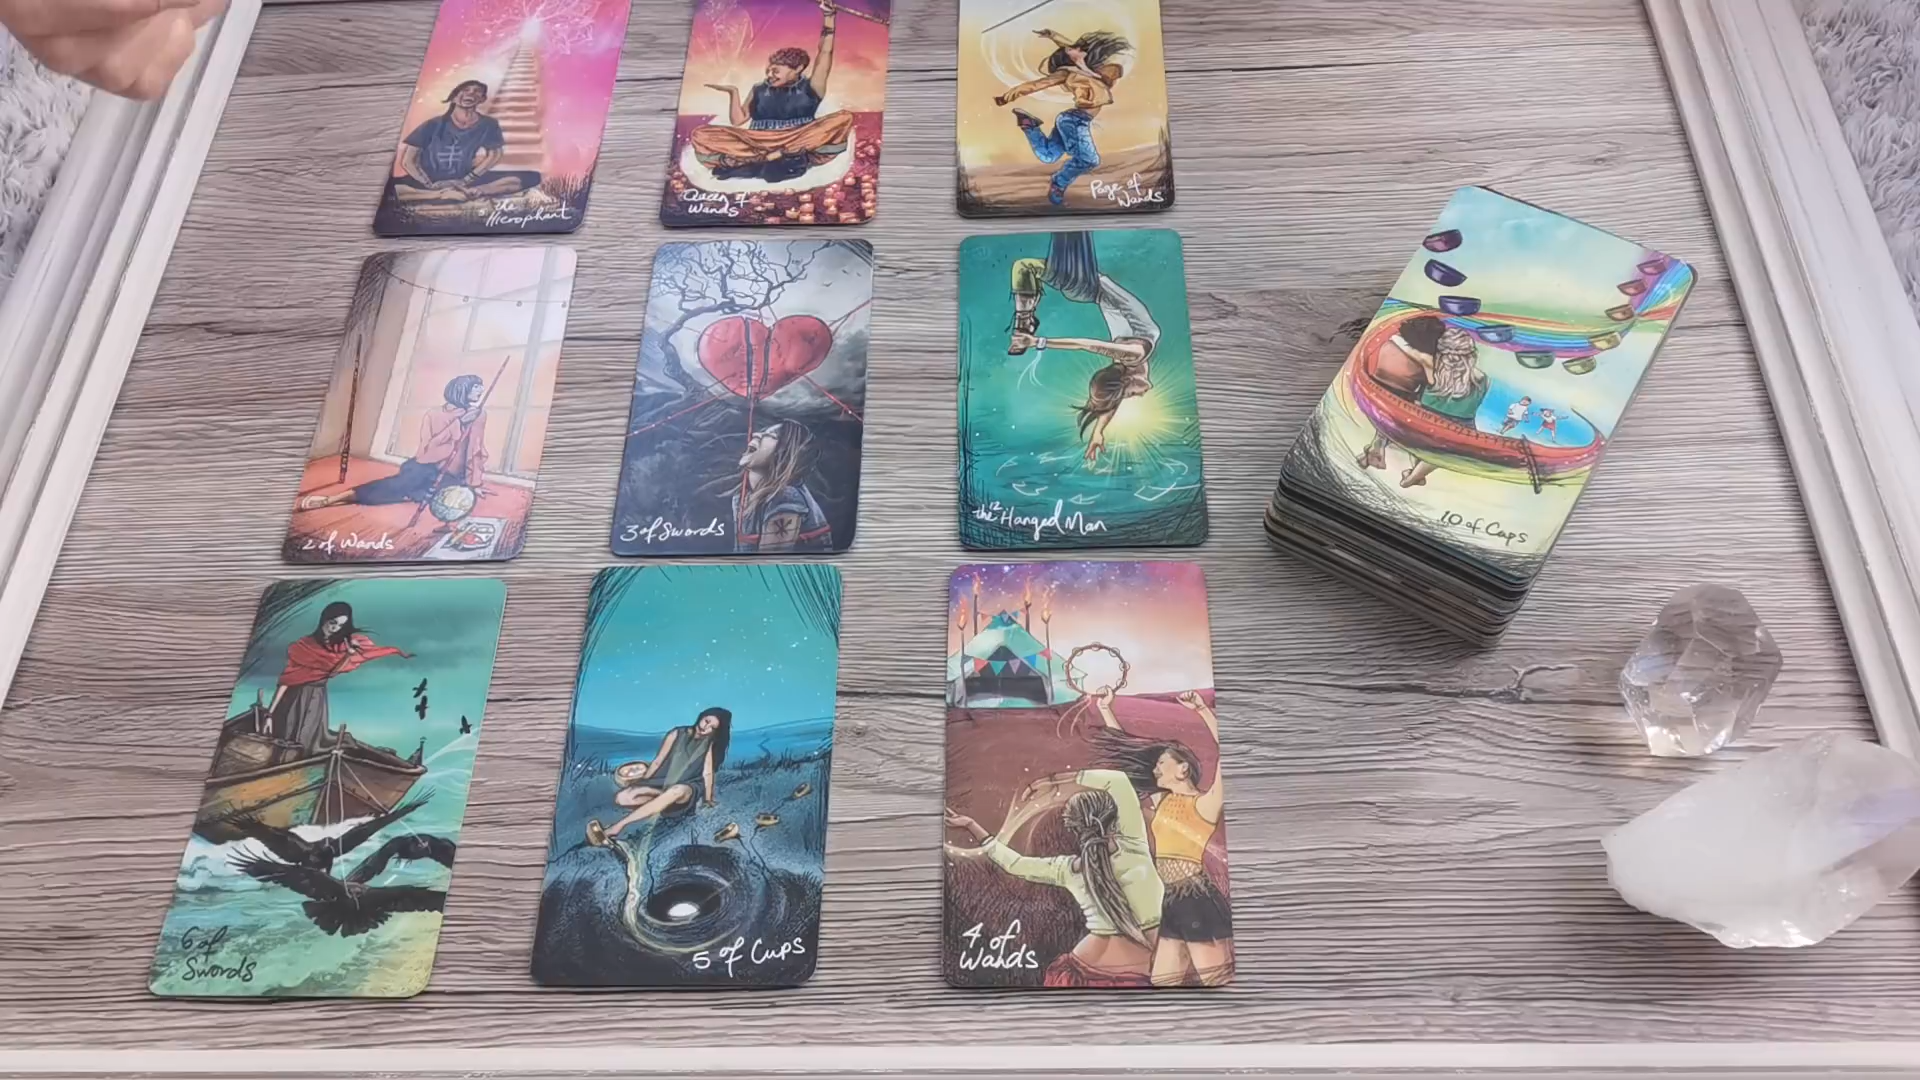 5 the
Hierophant
Queen of
Wands
Page of
Wands
2 of Wands
3 of Swords
12
the Hanged Man
10 of Cups
6 of
Swords
5 of Cups
4 of
Wands